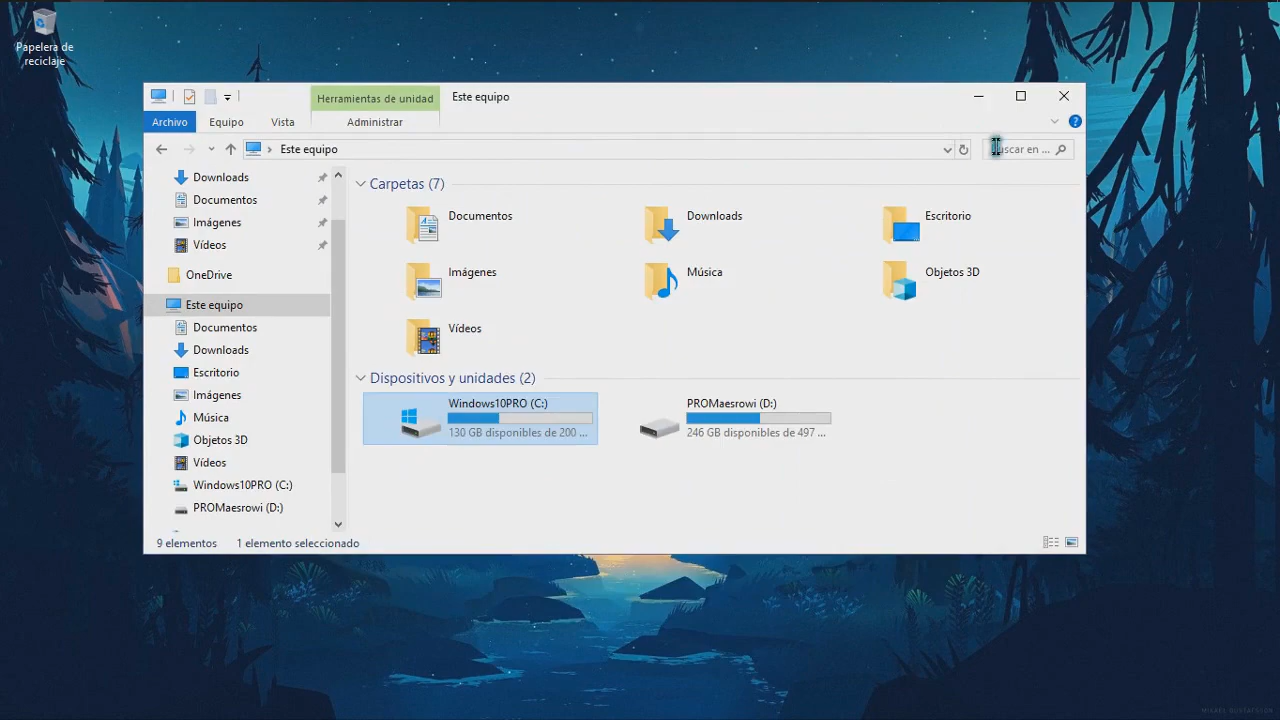 Papelera de
reciclaje
Herramientas de unidad
Este equipo
Archivo
Equipo
Vista
Administrar
Este equipo
uscar en ...
Downloads
Documentos
Imágenes
Vídeos
OneDrive
Este equipo
Documentos
Downloads
Escritorio
Imágenes
Música
Objetos 3D
Vídeos
Windows10PRO (C:)
PROMaesrowi (D:)
Carpetas (7)
Documentos
Downloads
Escritorio
Imágenes
Música
Objetos 3D
Vídeos
Dispositivos y unidades (2)
Windows10PRO (C:)
130 GB disponibles de 200 ...
PROMaesrowi (D:)
246 GB disponibles de 497 ...
9 elementos
1 elemento seleccionado